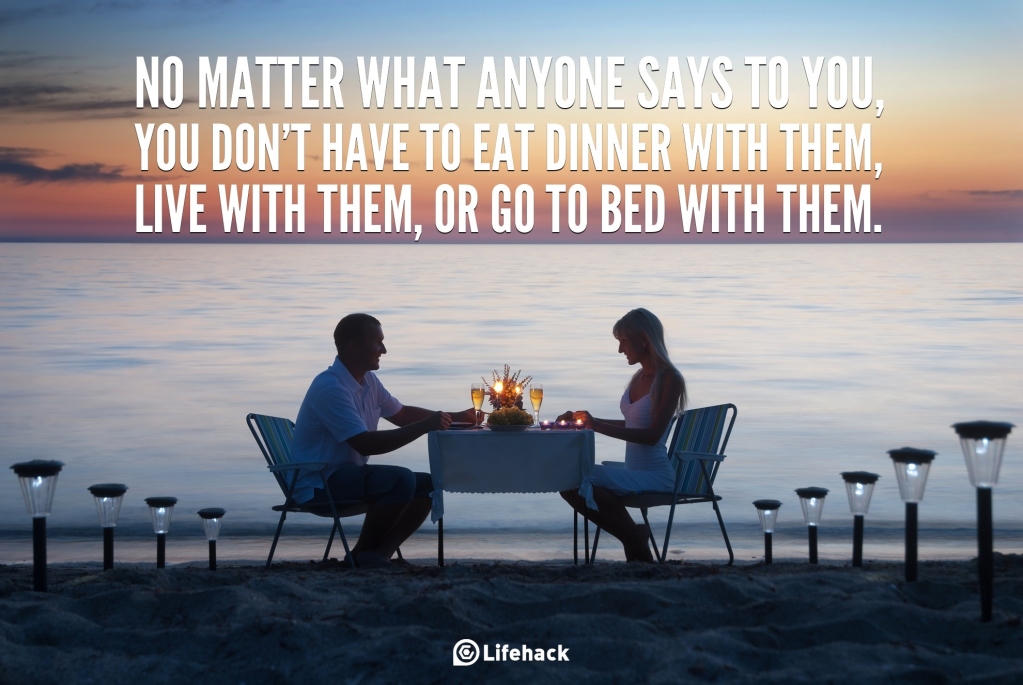 NO MATTER WHAT ANYONE SAYS TO YOU,
YOU DON'T HAVE TO EAT DINNER WITH THEM,
LIVE WITH THEM, OR GO TO BED WITH THEM.
Lifehack